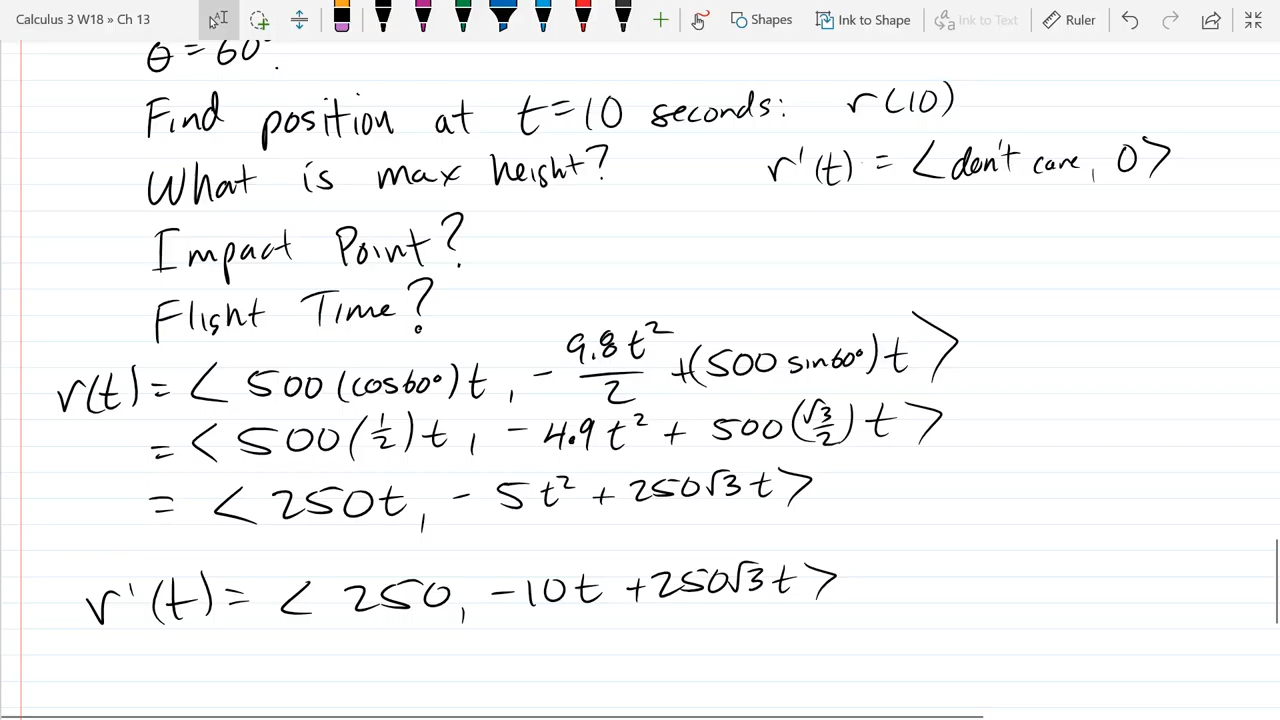 Calculus 3 W18 » Ch 13
Shapes
Ink to Shape
Ink to Text
Ruler
θ = 60°.
Find position at t=10 seconds: r(10)
What is max height? r'(t) = <don't care, 0>
Impact Point?
Flight Time?
r(t) = < 500 (cos60°) t, - 9.8t²/2 + (500 sin60°) t >
= < 500 (1/2) t, - 4.9 t² + 500 (√3/2) t >
= < 250t, - 5t² + 250√3 t >
r'(t) = < 250, -10t + 250√3 t >